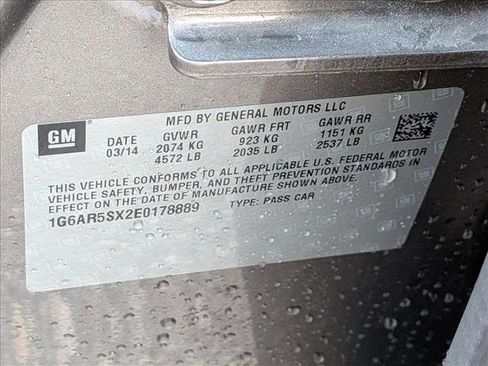 MFD BY GENERAL MOTORS LLC
GM DATE GVWR GAWR FRT GAWR RR
03/14 2074 KG 923 KG 1151 KG
4572 LB 2035 LB 2537 LB
THIS VEHICLE CONFORMS TO ALL APPLICABLE U.S. FEDERAL MOTOR
VEHICLE SAFETY, BUMPER, AND THEFT PREVENTION STANDARDS IN
EFFECT ON THE DATE OF MANUFACTURE SHOWN ABOVE.
1G6AR5SX2E0178889 TYPE: PASS CAR